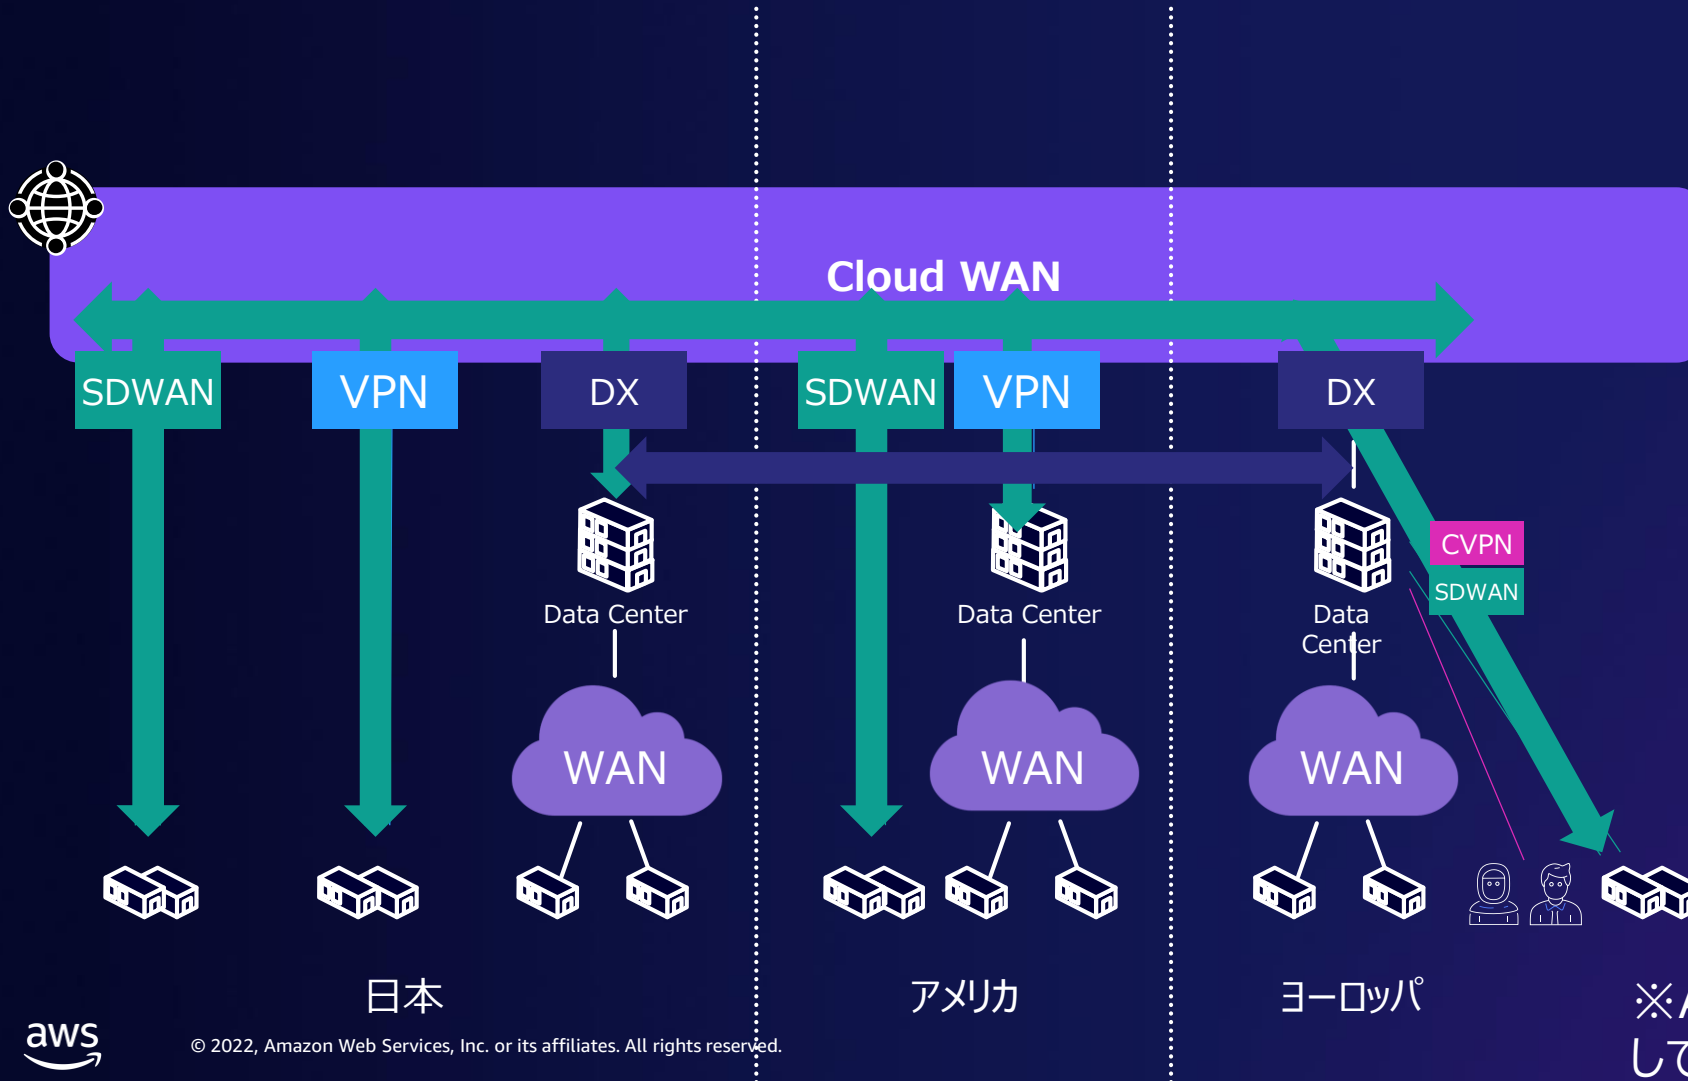 Cloud WAN
SDWAN
VPN
DX
SDWAN
VPN
DX
CVPN
SDWAN
Data Center
Data Center
Data
Center
WAN
WAN
WAN
日本
アメリカ
ヨーロッパ
※A
して
aws
© 2022, Amazon Web Services, Inc. or its affiliates. All rights reserved.